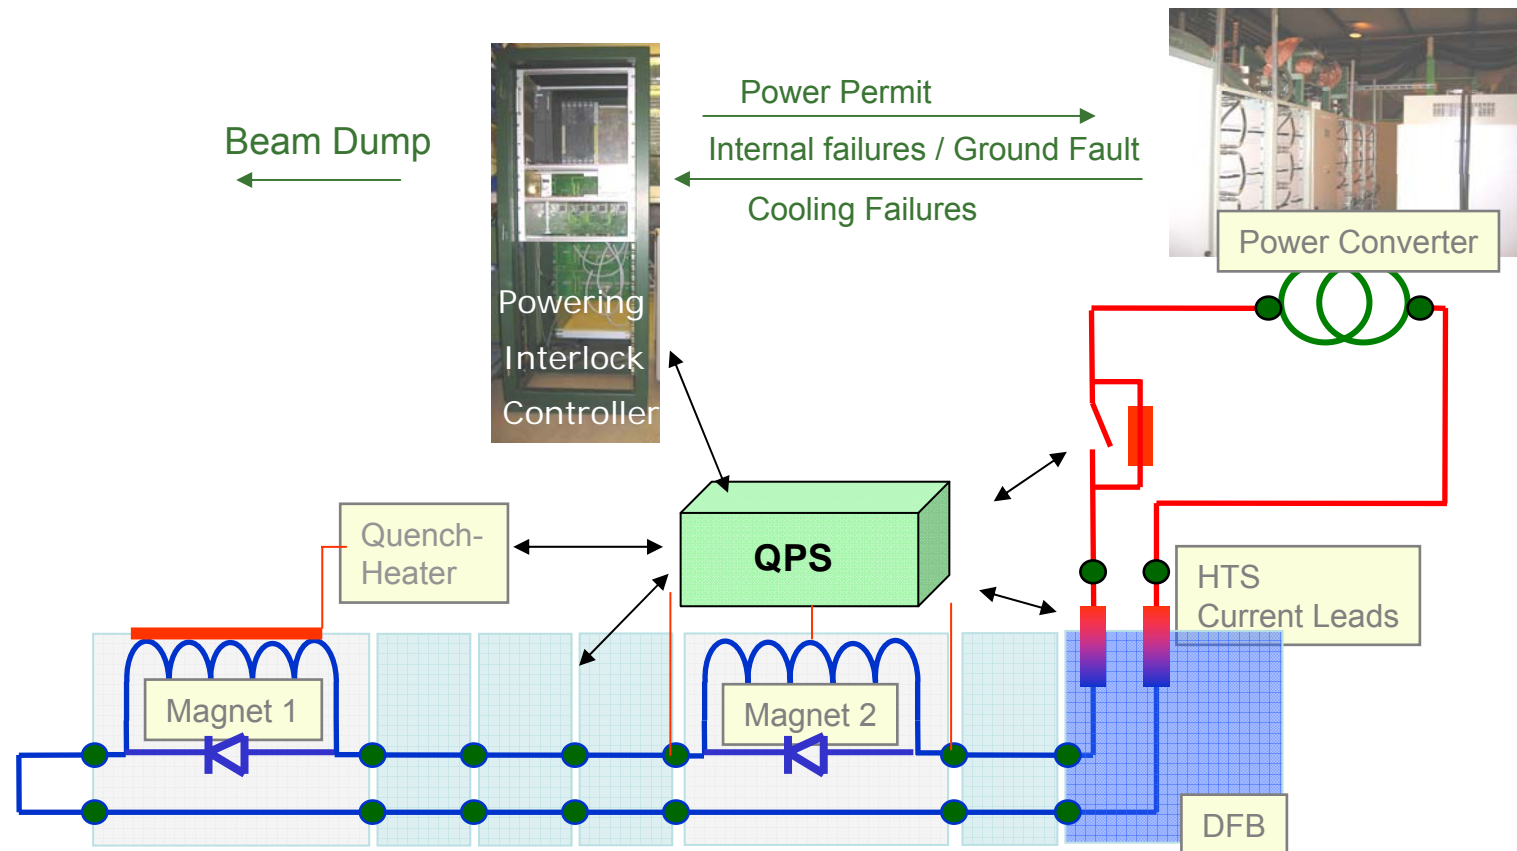 Power Permit
Beam Dump
Internal failures / Ground Fault
Cooling Failures
Power Converter
Powering
Interlock
Controller
Quench-
Heater
QPS
HTS
Current Leads
Magnet 1
Magnet 2
DFB